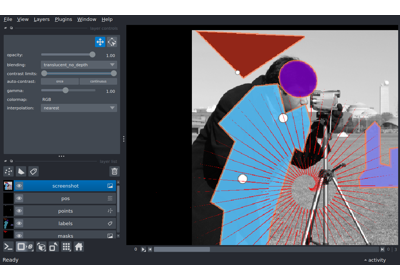 File View Layers Plugins Window Help
opacity: 1.00
blending: translucent_no_depth
contrast limits:
auto-contrast: once continuous
gamma: 1.00
colormap: RGB
interpolation: nearest
screenshot
pos
points
labels
masks
Ready
activity